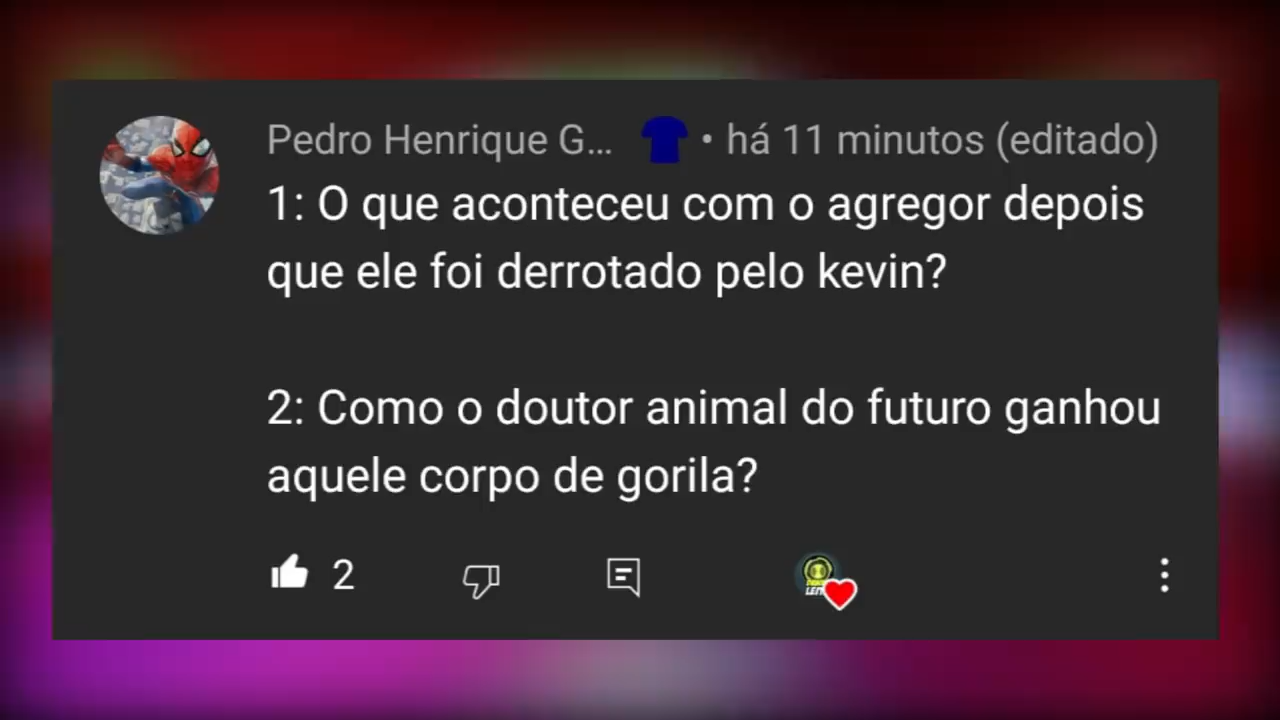 Pedro Henrique G... • há 11 minutos (editado)
1: O que aconteceu com o agregor depois
que ele foi derrotado pelo kevin?
2: Como o doutor animal do futuro ganhou
aquele corpo de gorila?
2